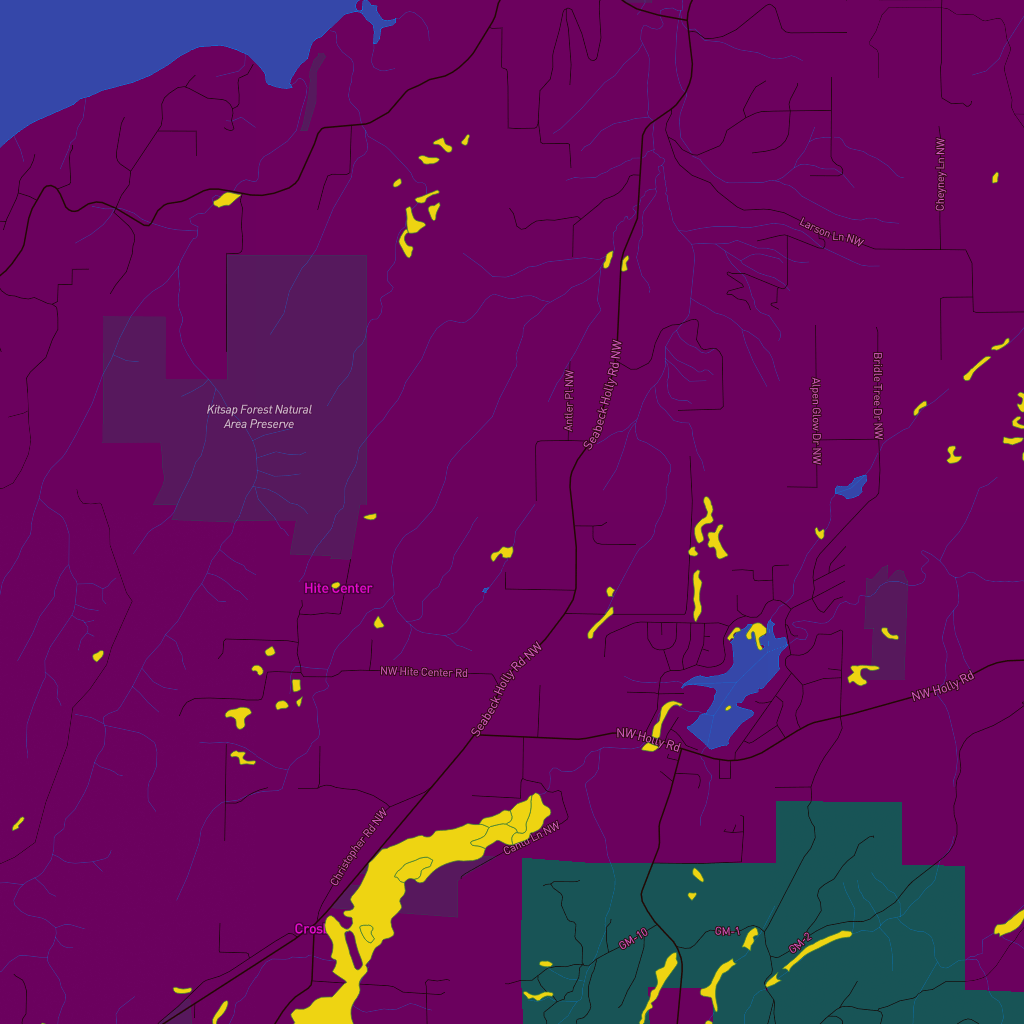 Cheyney Ln NW
Larson Ln NW
Seabeck Holly Rd NW
Antler Pl NW
Alpen Glow Dr NW
Bridle Tree Dr NW
Kitsap Forest Natural
Area Preserve
Hite Center
NW Hite Center Rd
Seabeck Holly Rd NW
NW Holly Rd
NW Holly Rd
Christopher Rd NW
NW
GM-10
GM-1
GM-2